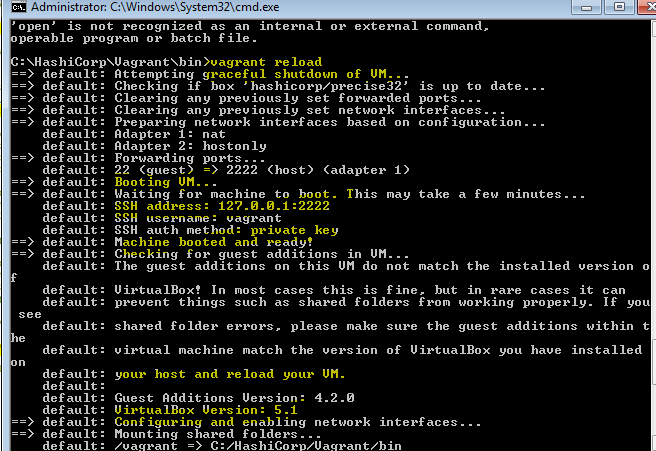 Administrator: C:\Windows\System32\cmd.exe
'open' is not recognized as an internal or external command,
operable program or batch file.
C:\HashiCorp\Vagrant\bin>vagrant reload
==> default: Attempting graceful shutdown of VM...
==> default: Checking if box 'hashicorp/precise32' is up to date...
==> default: Clearing any previously set forwarded ports...
==> default: Clearing any previously set network interfaces...
==> default: Preparing network interfaces based on configuration...
default: Adapter 1: nat
default: Adapter 2: hostonly
==> default: Forwarding ports...
default: 22 (guest) => 2222 (host) (adapter 1)
==> default: Booting VM...
==> default: Waiting for machine to boot. This may take a few minutes...
default: SSH address: 127.0.0.1:2222
default: SSH username: vagrant
default: SSH auth method: private key
==> default: Machine booted and ready!
==> default: Checking for guest additions in VM...
default: The guest additions on this VM do not match the installed version o
f
default: VirtualBox! In most cases this is fine, but in rare cases it can
default: prevent things such as shared folders from working properly. If you
see
default: shared folder errors, please make sure the guest additions within t
he
default: virtual machine match the version of VirtualBox you have installed
on
default: your host and reload your VM.
default:
default: Guest Additions Version: 4.2.0
default: VirtualBox Version: 5.1
==> default: Configuring and enabling network interfaces...
==> default: Mounting shared folders...
default: /vagrant => C:/HashiCorp/Vagrant/bin